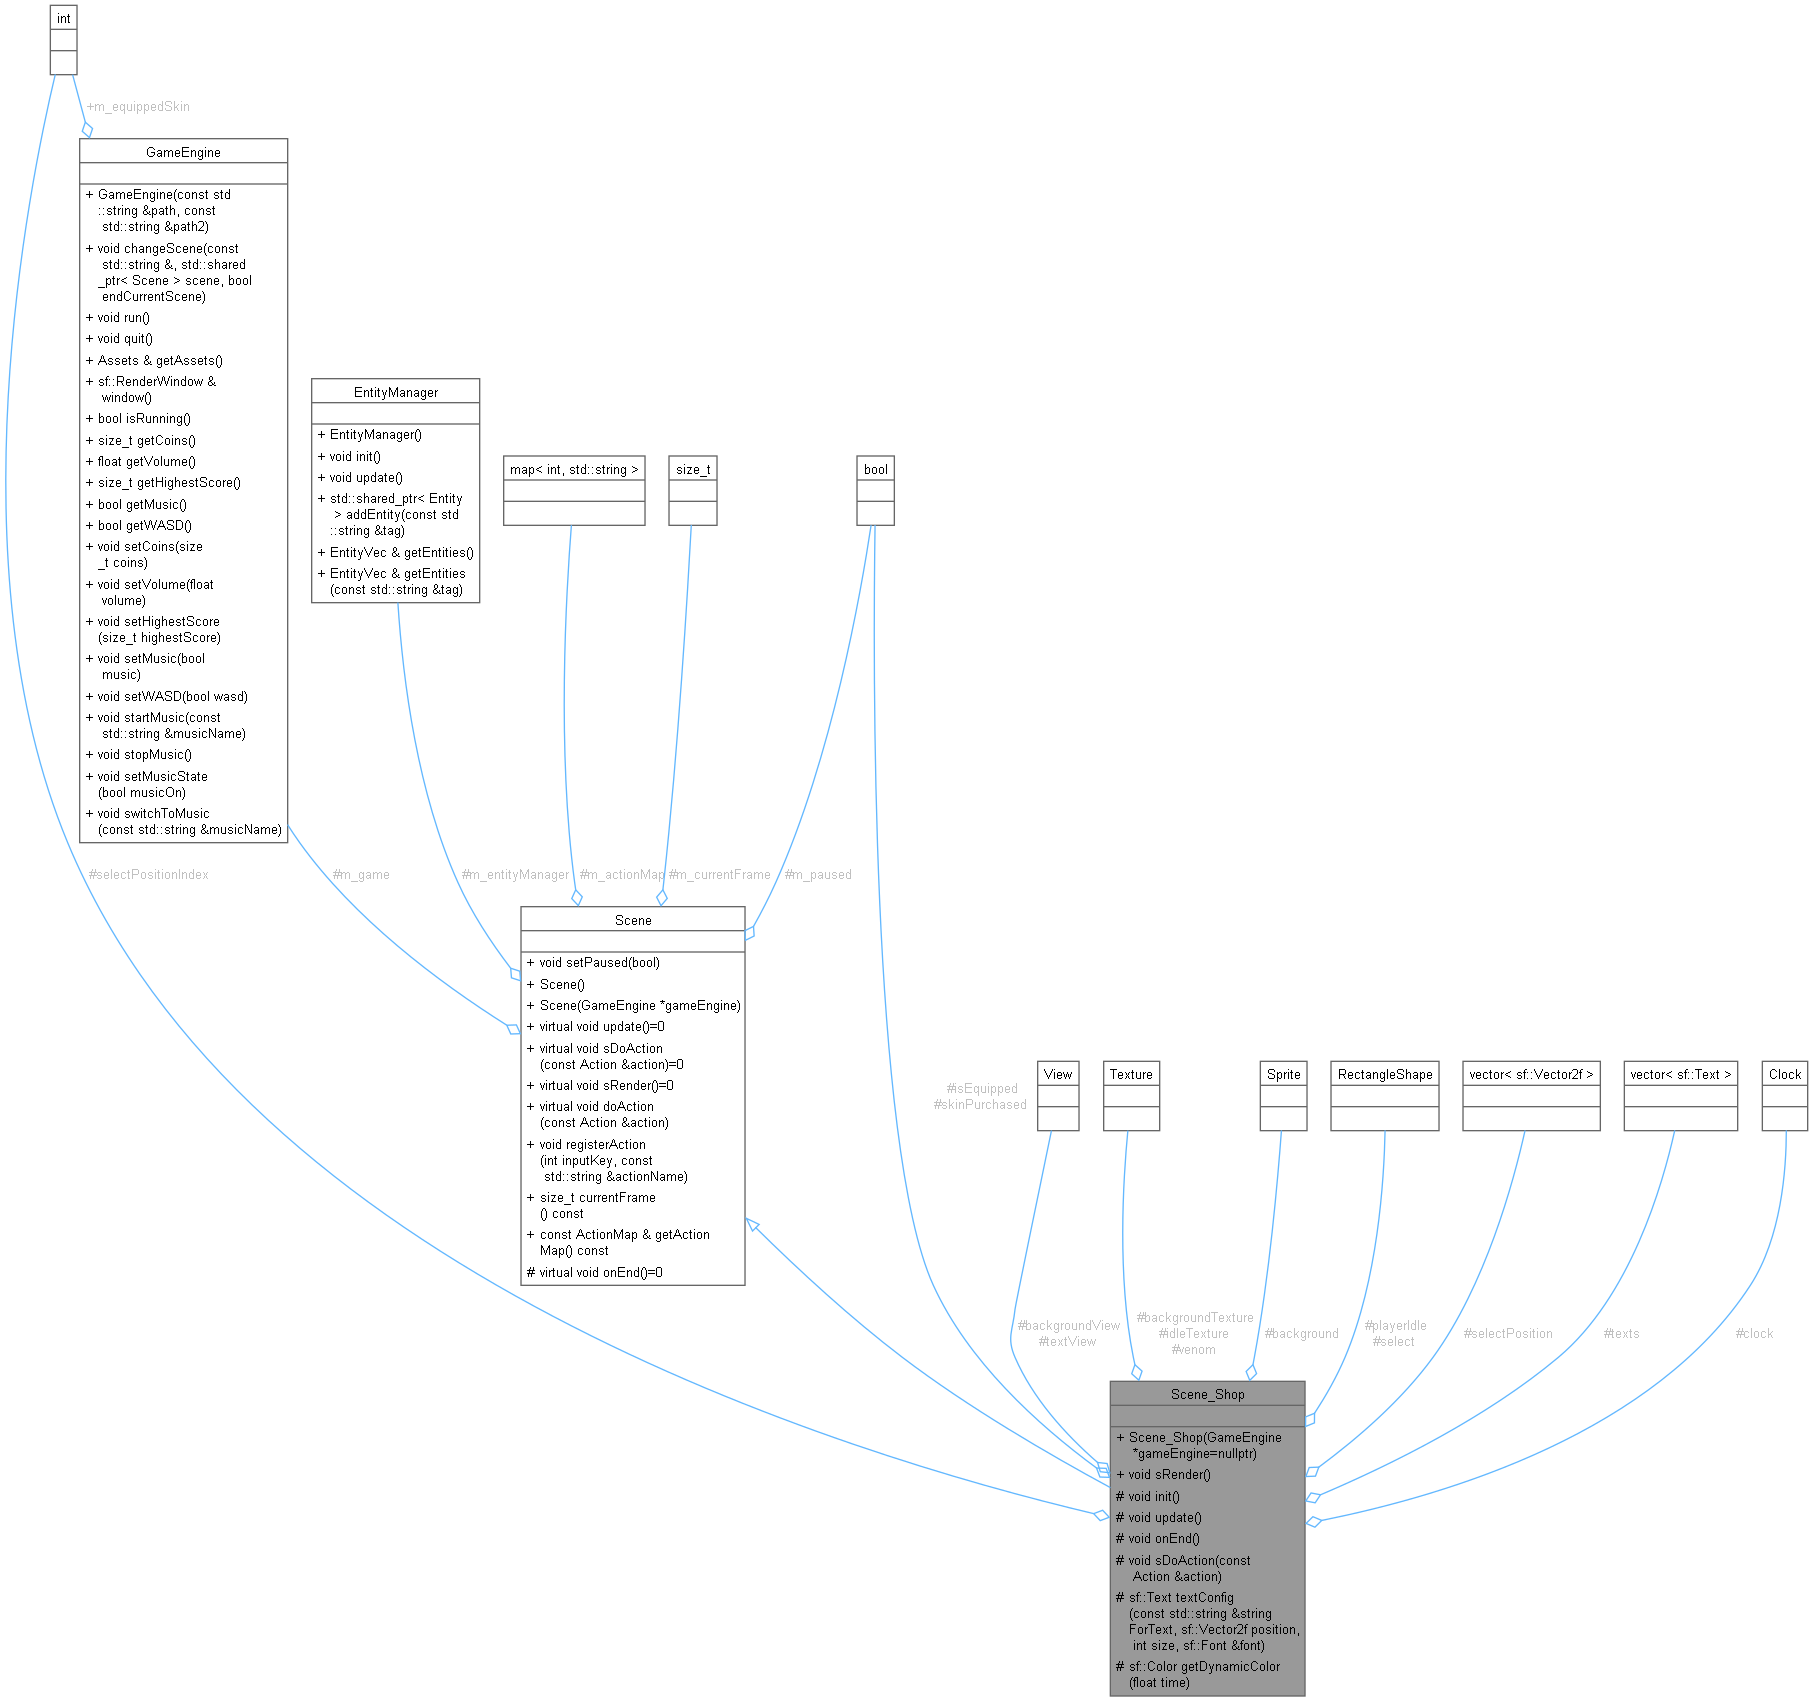 int
+m_equippedSkin
GameEngine
+ GameEngine(const std
::string &path, const
std::string &path2)
+ void changeScene(const
std::string &, std::shared
_ptr< Scene > scene, bool
endCurrentScene)
+ void run()
+ void quit()
+ Assets & getAssets()
+ sf::RenderWindow &
window()
+ bool isRunning()
+ size_t getCoins()
+ float getVolume()
+ size_t getHighestScore()
+ bool getMusic()
+ bool getWASD()
+ void setCoins(size
_t coins)
+ void setVolume(float
volume)
+ void setHighestScore
(size_t highestScore)
+ void setMusic(bool
music)
+ void setWASD(bool wasd)
+ void startMusic(const
std::string &musicName)
+ void stopMusic()
+ void setMusicState
(bool musicOn)
+ void switchToMusic
(const std::string &musicName)
EntityManager
+ EntityManager()
+ void init()
+ void update()
+ std::shared_ptr< Entity
> addEntity(const std
::string &tag)
+ EntityVec & getEntities()
+ EntityVec & getEntities
(const std::string &tag)
map< int, std::string >
size_t
bool
#selectPositionIndex
#m_game
#m_entityManager
#m_actionMap
#m_currentFrame
#m_paused
Scene
+ void setPaused(bool)
+ Scene()
+ Scene(GameEngine *gameEngine)
+ virtual void update()=0
+ virtual void sDoAction
(const Action &action)=0
+ virtual void sRender()=0
+ virtual void doAction
(const Action &action)
+ void registerAction
(int inputKey, const
std::string &actionName)
+ size_t currentFrame
() const
+ const ActionMap & getAction
Map() const
# virtual void onEnd()=0
#isEquipped
#skinPurchased
View
Texture
Sprite
RectangleShape
vector< sf::Vector2f >
vector< sf::Text >
Clock
#backgroundView
#textView
#backgroundTexture
#idleTexture
#venom
#background
#playerIdle
#select
#selectPosition
#texts
#clock
Scene_Shop
+ Scene_Shop(GameEngine
*gameEngine=nullptr)
+ void sRender()
# void init()
# void update()
# void onEnd()
# void sDoAction(const
Action &action)
# sf::Text textConfig
(const std::string &string
ForText, sf::Vector2f position,
int size, sf::Font &font)
# sf::Color getDynamicColor
(float time)